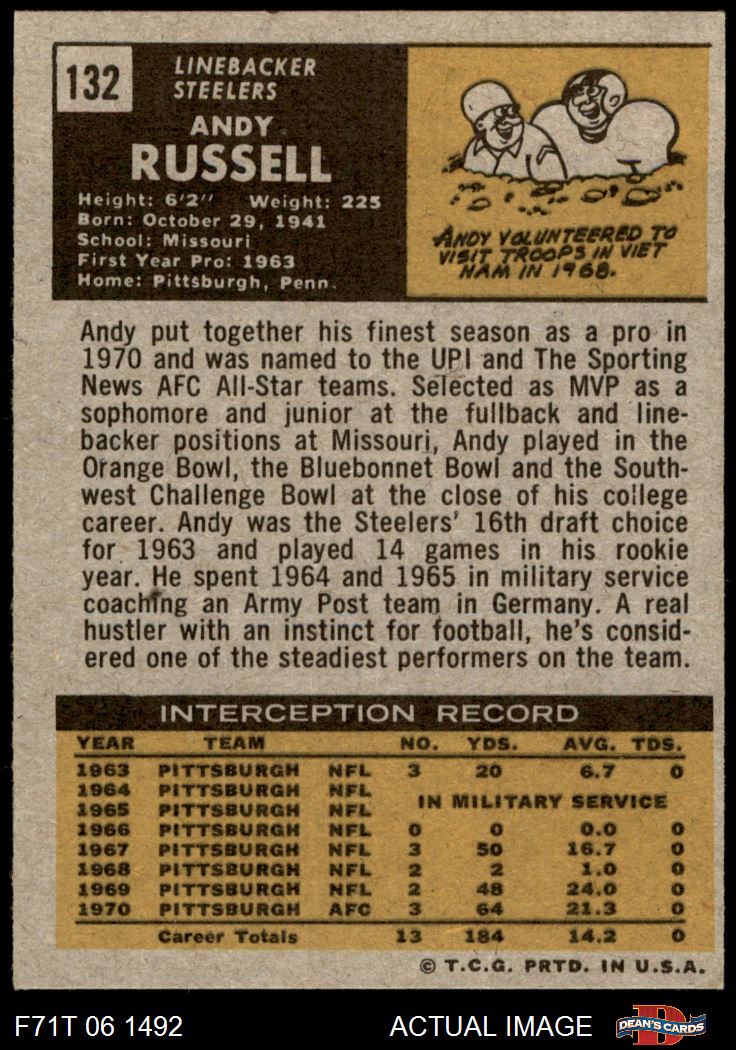 132
LINEBACKER
STEELERS
ANDY
RUSSELL
Height: 6'2" Weight: 225
Born: October 29, 1941
School: Missouri
First Year Pro: 1963
Home: Pittsburgh, Penn.
ANDY VOLUNTEERED TO
VISIT TROOPS IN VIET
NAM IN 1968.
Andy put together his finest season as a pro in
1970 and was named to the UPI and The Sporting
News AFC All-Star teams. Selected as MVP as a
sophomore and junior at the fullback and line-
backer positions at Missouri, Andy played in the
Orange Bowl, the Bluebonnet Bowl and the South-
west Challenge Bowl at the close of his college
career. Andy was the Steelers' 16th draft choice
for 1963 and played 14 games in his rookie
year. He spent 1964 and 1965 in military service
coaching an Army Post team in Germany. A real
hustler with an instinct for football, he's consid-
ered one of the steadiest performers on the team.
INTERCEPTION RECORD
YEAR TEAM NO. YDS. AVG. TDS.
1963 PITTSBURGH NFL 3 20 6.7 0
1964 PITTSBURGH NFL
1965 PITTSBURGH NFL
IN MILITARY SERVICE
1966 PITTSBURGH NFL 0 0 0.0 0
1967 PITTSBURGH NFL 3 50 16.7 0
1968 PITTSBURGH NFL 2 2 1.0 0
1969 PITTSBURGH NFL 2 48 24.0 0
1970 PITTSBURGH AFC 3 64 21.3 0
Career Totals 13 184 14.2 0
© T.C.G. PRTD. IN U.S.A.
F71T 06 1492 ACTUAL IMAGE
D
DEAN'S CARDS